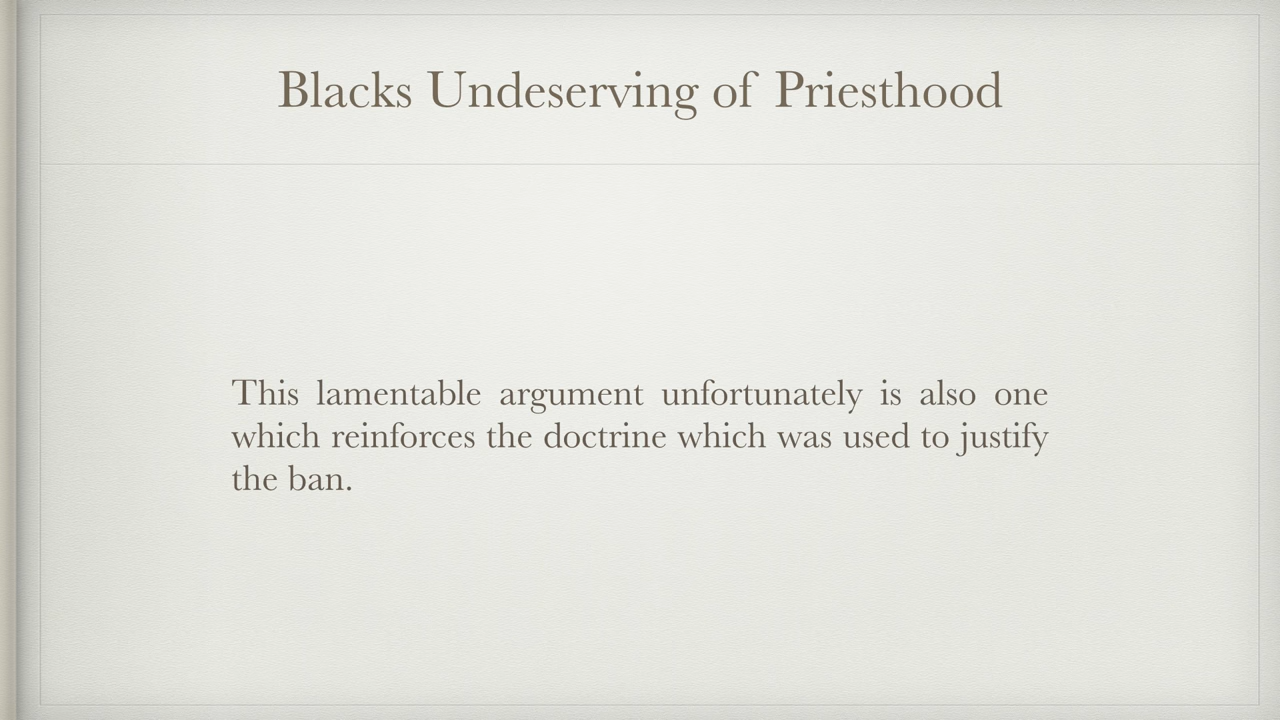 Blacks Undeserving of Priesthood
This lamentable argument unfortunately is also one
which reinforces the doctrine which was used to justify
the ban.